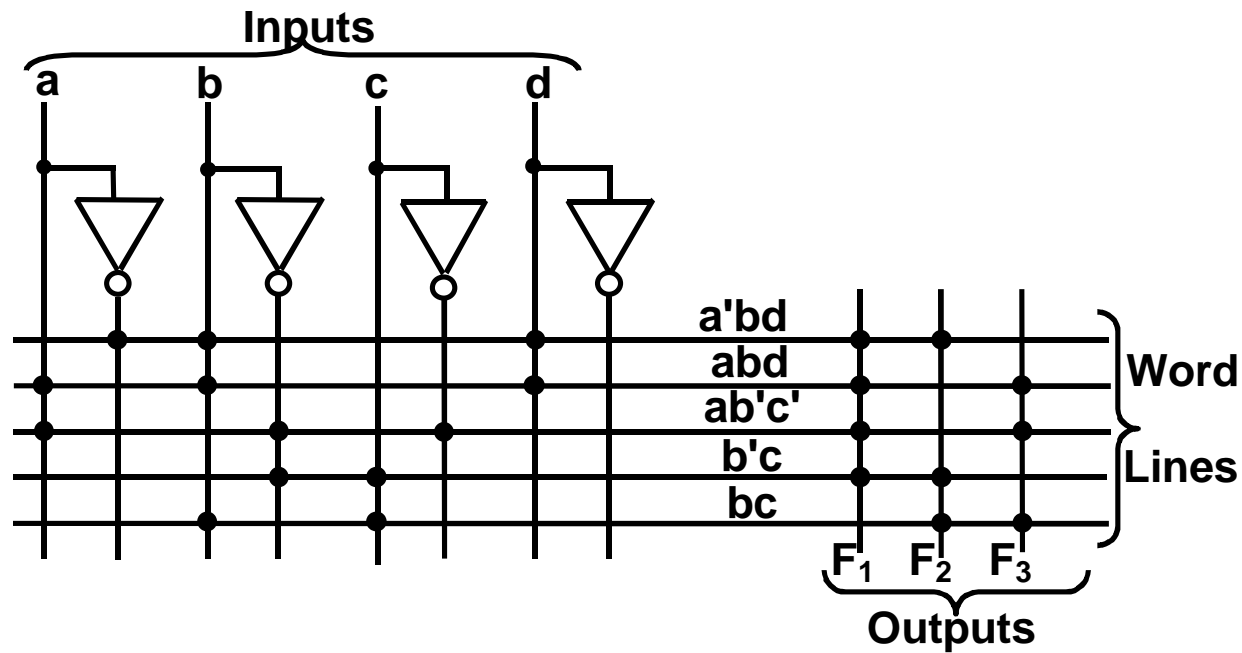 Inputs
a b c d
a'bd
abd
Word
ab'c'
b'c
Lines
bc
F₁ F₂ F₃
Outputs